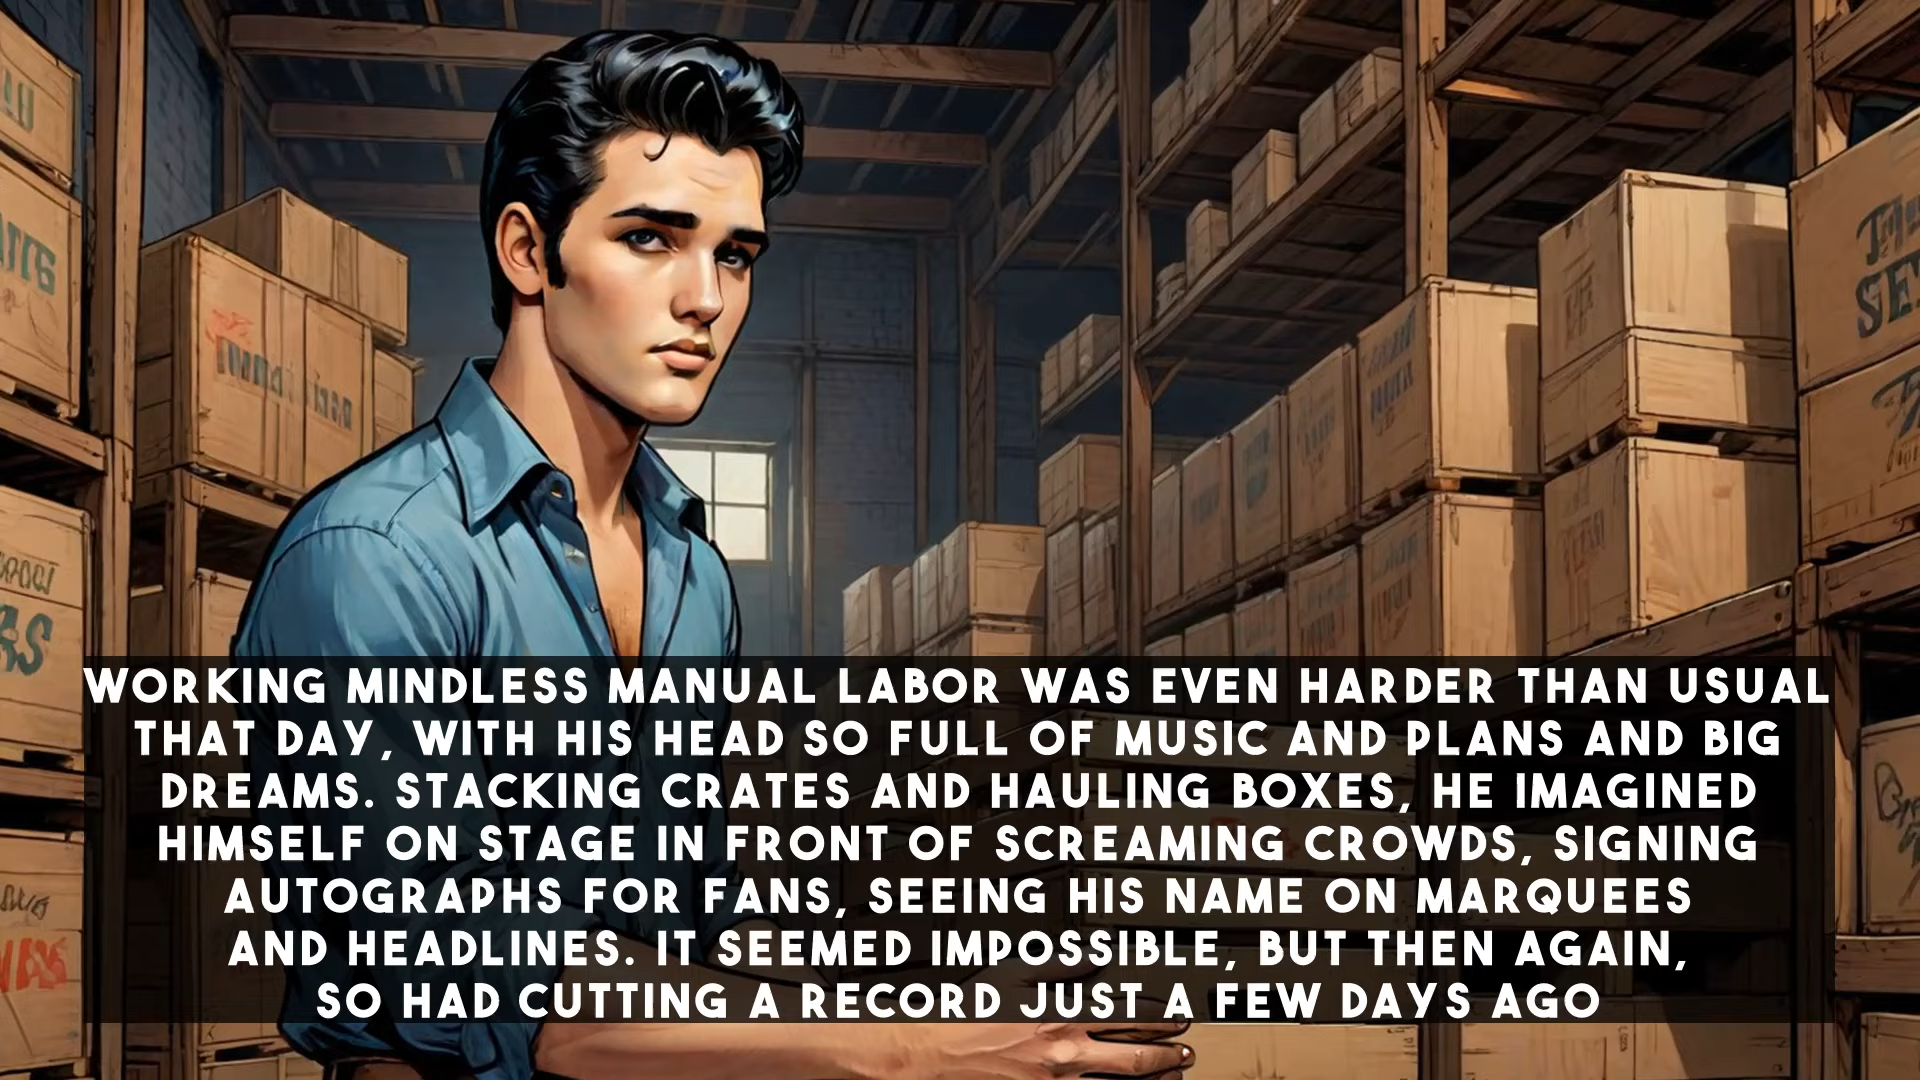 WORKING MINDLESS MANUAL LABOR WAS EVEN HARDER THAN USUAL
THAT DAY, WITH HIS HEAD SO FULL OF MUSIC AND PLANS AND BIG
DREAMS. STACKING CRATES AND HAULING BOXES, HE IMAGINED
HIMSELF ON STAGE IN FRONT OF SCREAMING CROWDS, SIGNING
AUTOGRAPHS FOR FANS, SEEING HIS NAME ON MARQUEES
AND HEADLINES. IT SEEMED IMPOSSIBLE, BUT THEN AGAIN,
SO HAD CUTTING A RECORD JUST A FEW DAYS AGO